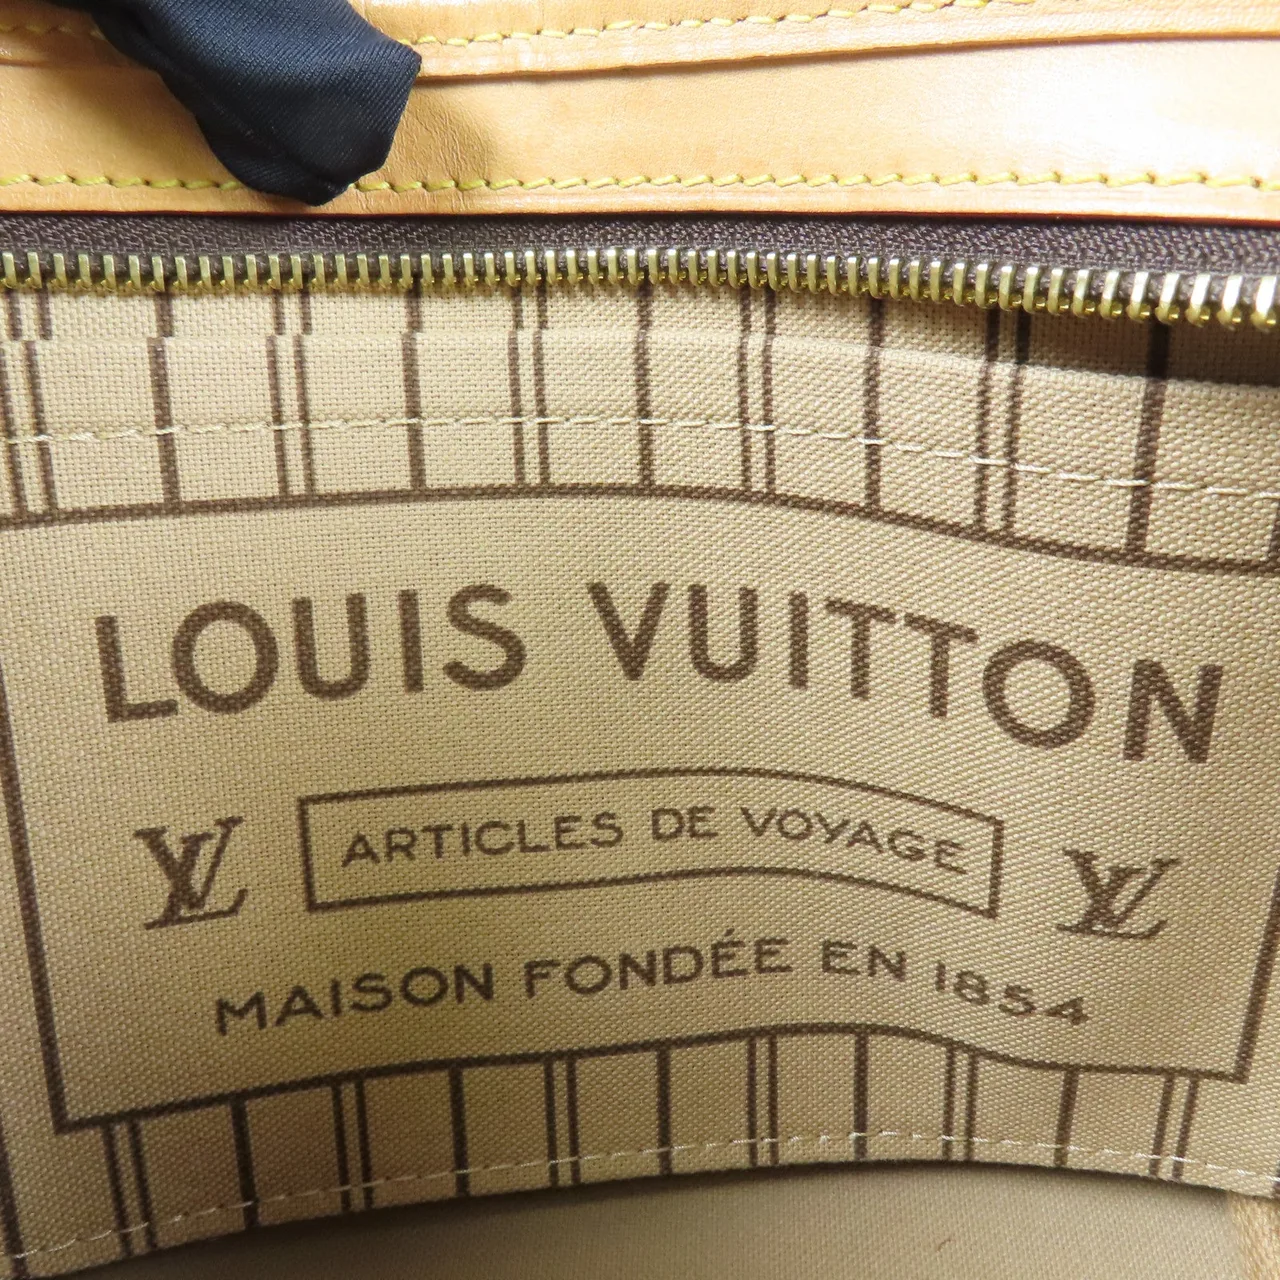 LOUIS VUITTON
LV ARTICLES DE VOYAGE LV
MAISON FONDÉE EN 1854